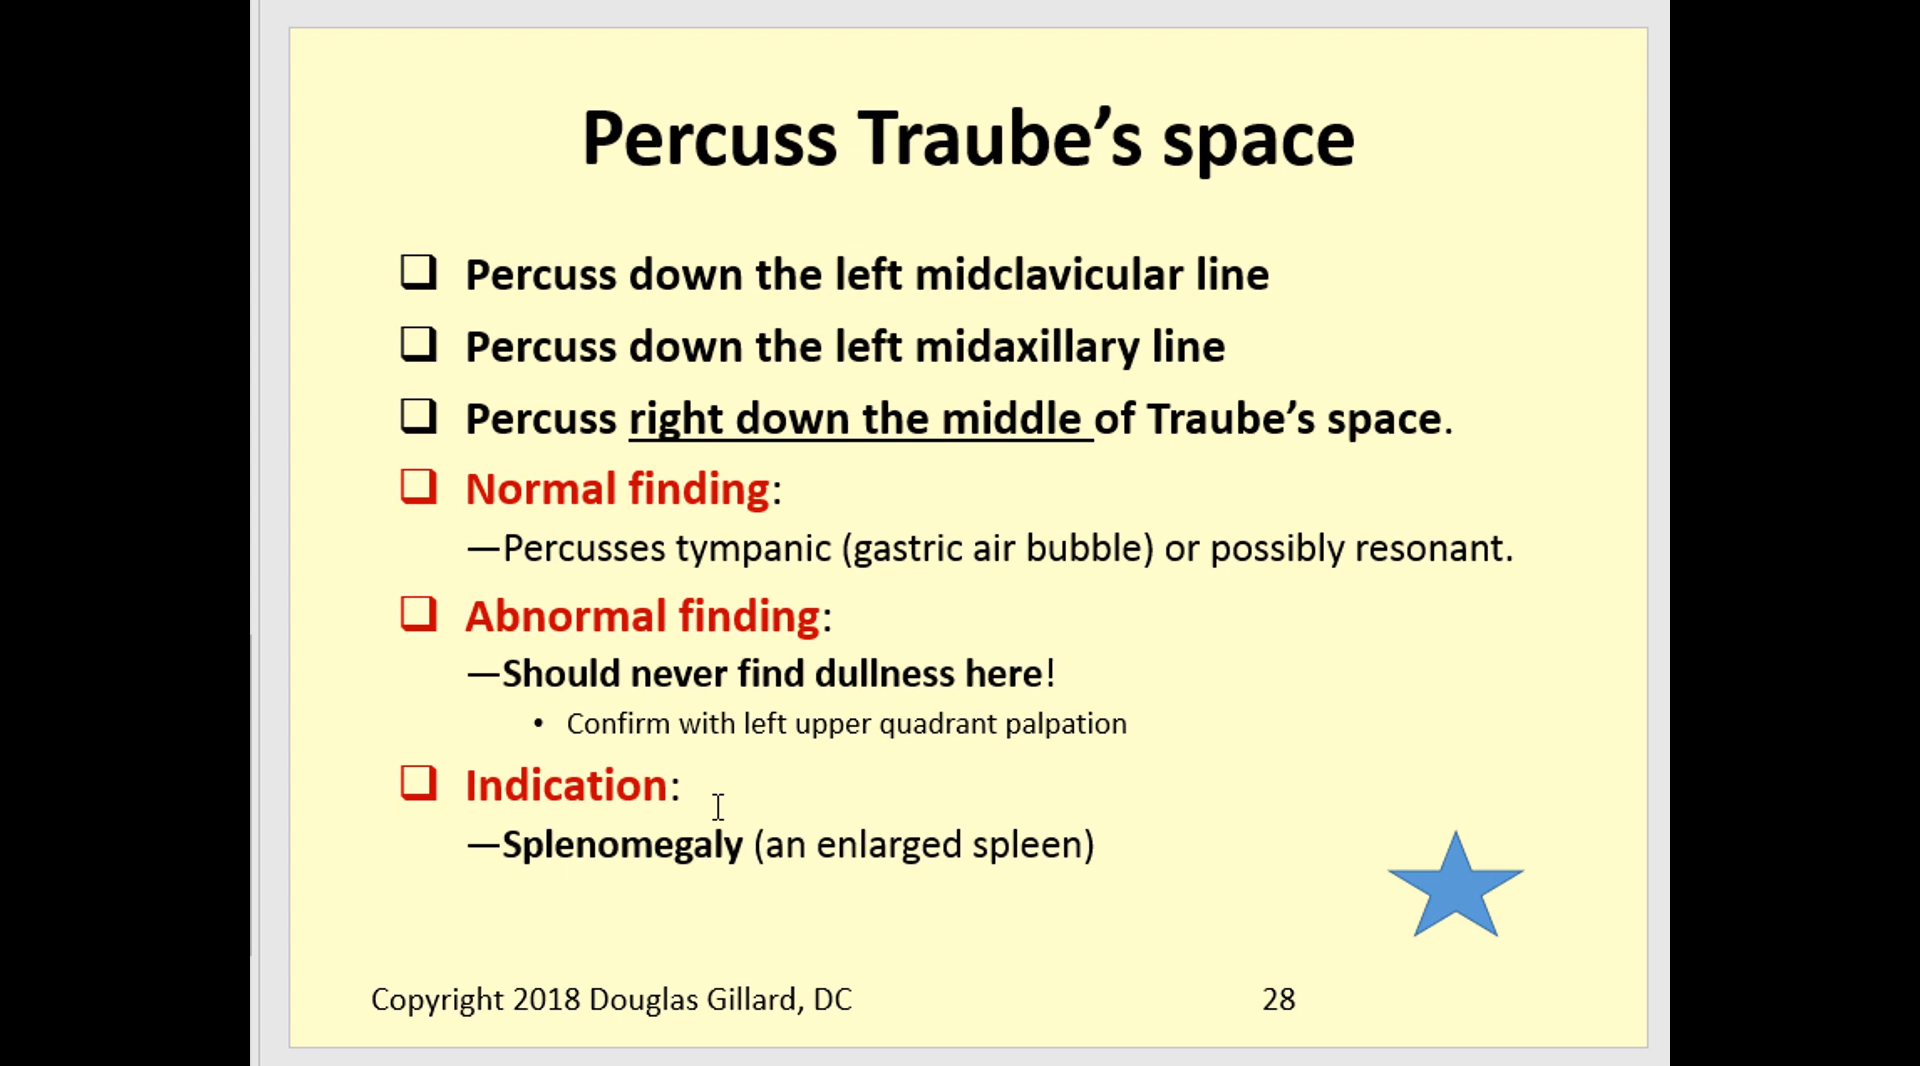 Percuss Traube’s space
❑ Percuss down the left midclavicular line
❑ Percuss down the left midaxillary line
❑ Percuss right down the middle of Traube’s space.
❑ Normal finding:
—Percusses tympanic (gastric air bubble) or possibly resonant.
❑ Abnormal finding:
—Should never find dullness here!
• Confirm with left upper quadrant palpation
❑ Indication:
—Splenomegaly (an enlarged spleen)
Copyright 2018 Douglas Gillard, DC 28